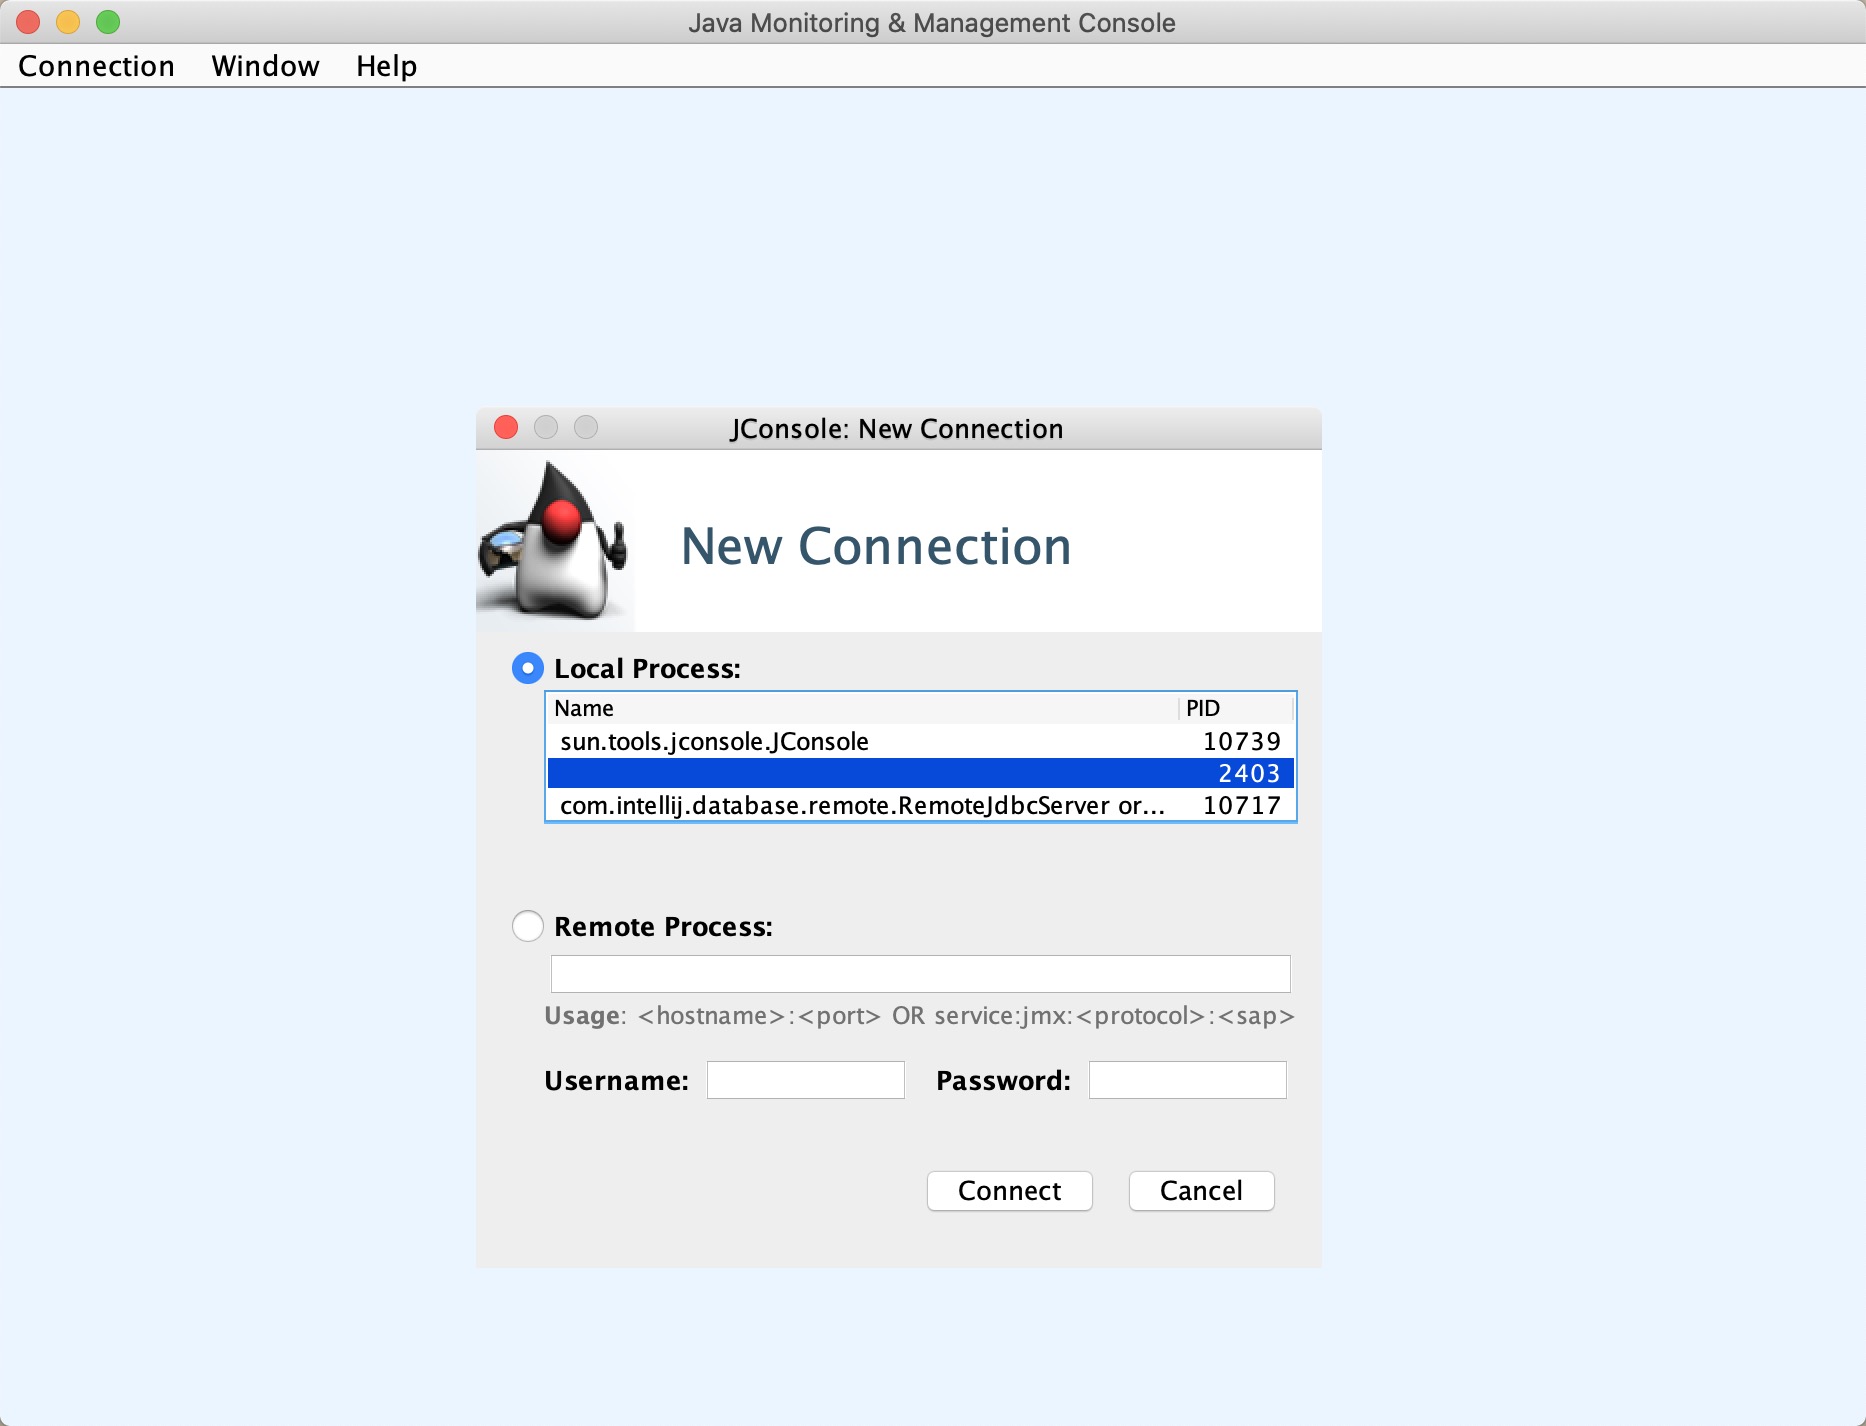 Java Monitoring & Management Console
Connection Window Help
JConsole: New Connection
New Connection
Local Process:
Name PID
sun.tools.jconsole.JConsole 10739
2403
com.intellij.database.remote.RemoteJdbcServer or... 10717
Remote Process:
Usage: <hostname>:<port> OR service:jmx:<protocol>:<sap>
Username: Password:
Connect Cancel